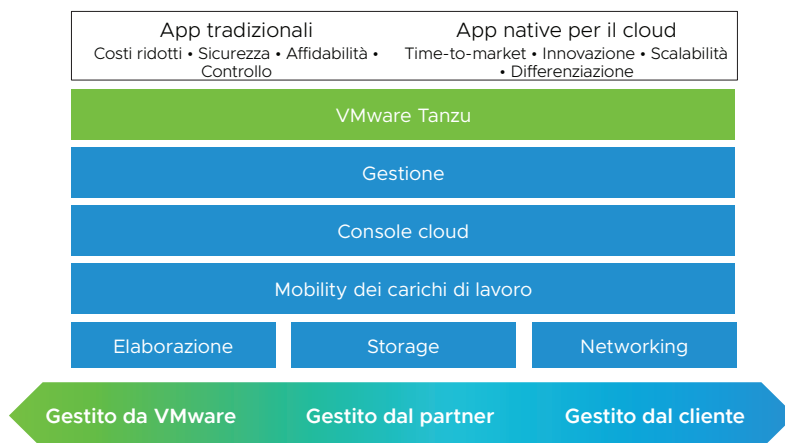 App tradizionali
Costi ridotti • Sicurezza • Affidabilità •
Controllo
App native per il cloud
Time-to-market • Innovazione • Scalabilità
• Differenziazione
VMware Tanzu
Gestione
Console cloud
Mobility dei carichi di lavoro
Elaborazione
Storage
Networking
Gestito da VMware
Gestito dal partner
Gestito dal cliente